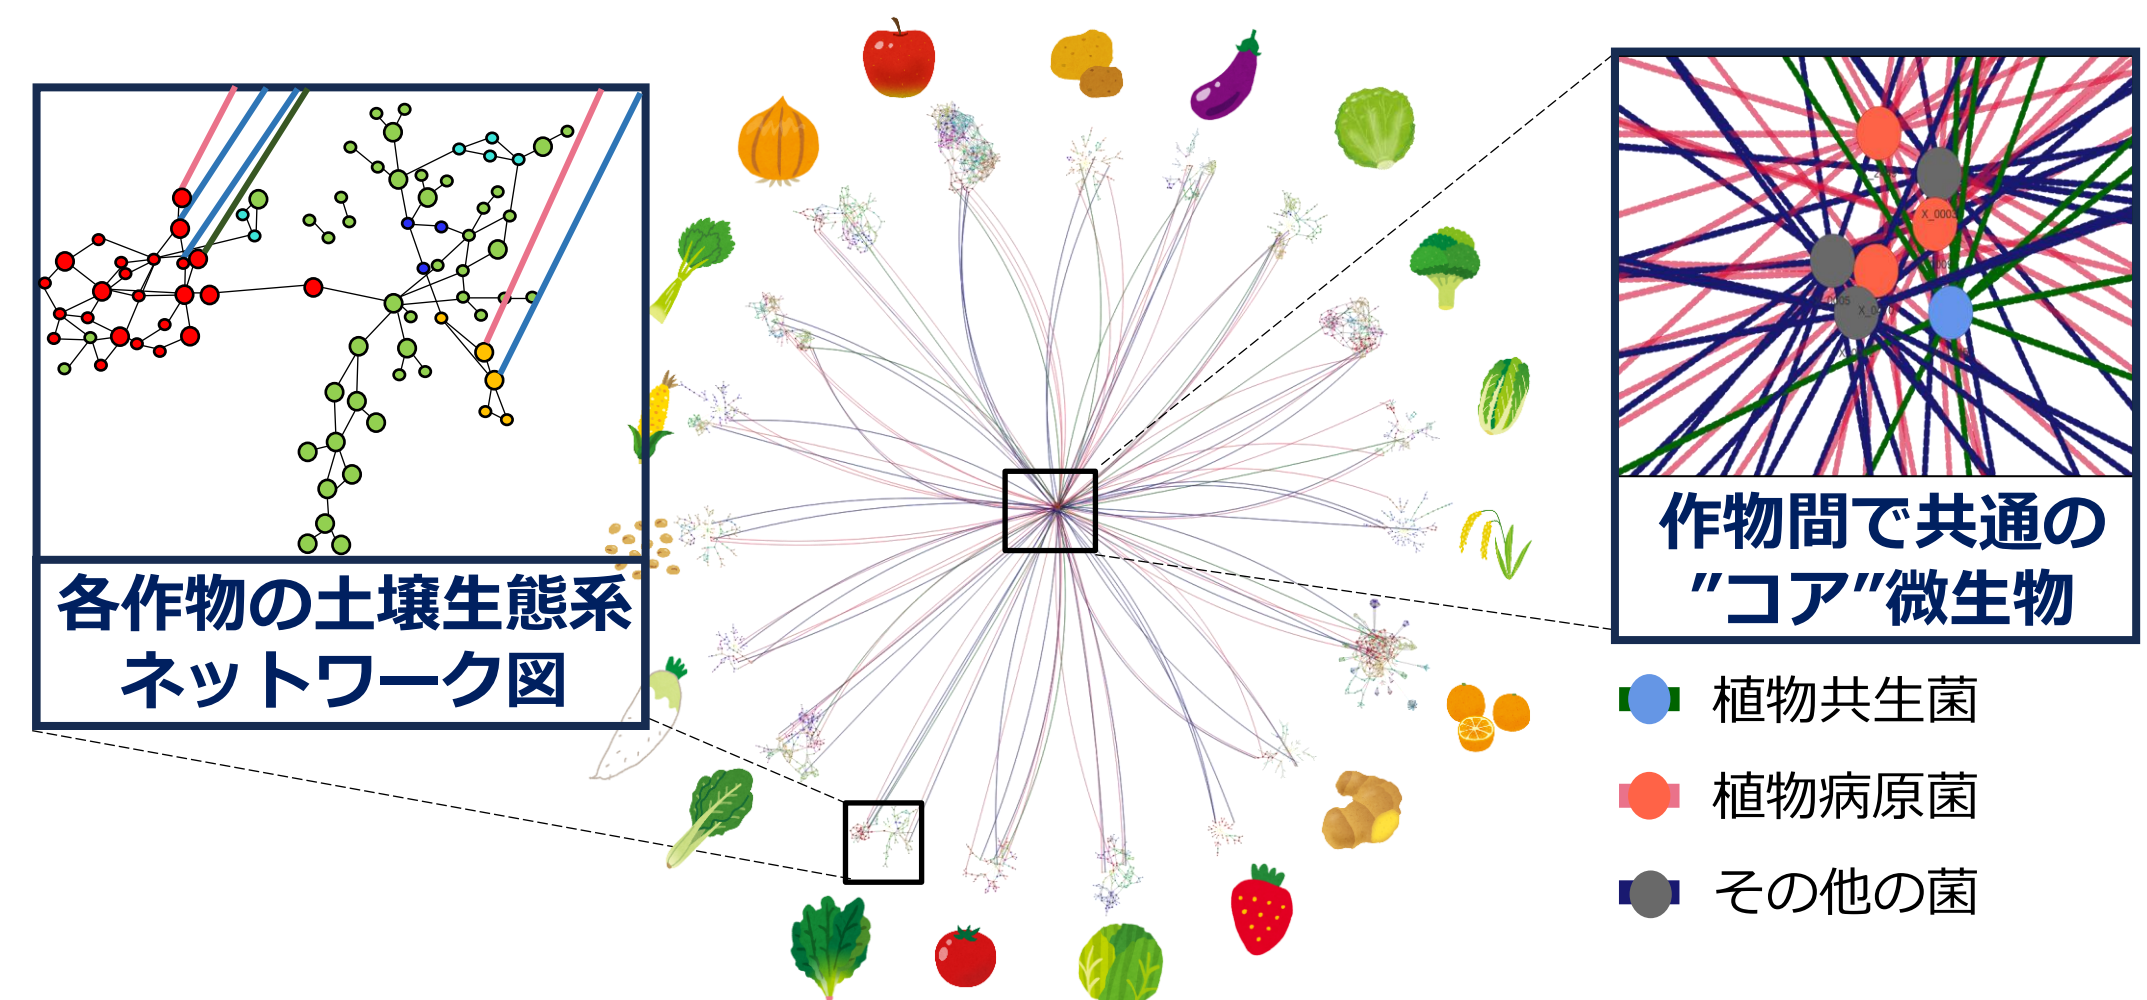 各作物の土壌生態系
ネットワーク図
X_0003
作物間で共通の
”コア”微生物
植物共生菌
植物病原菌
その他の菌